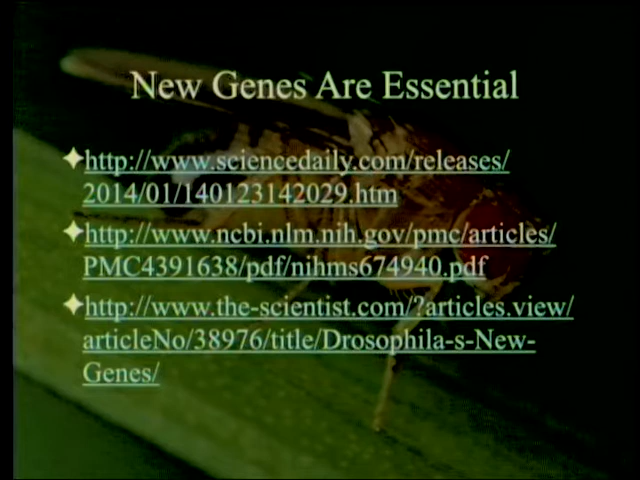 New Genes Are Essential
http://www.sciencedaily.com/releases/
2014/01/140123142029.htm
http://www.ncbi.nlm.nih.gov/pmc/articles/
PMC4391638/pdf/nihms674940.pdf
http://www.the-scientist.com/?articles.view/
articleNo/38976/title/Drosophila-s-New-
Genes/